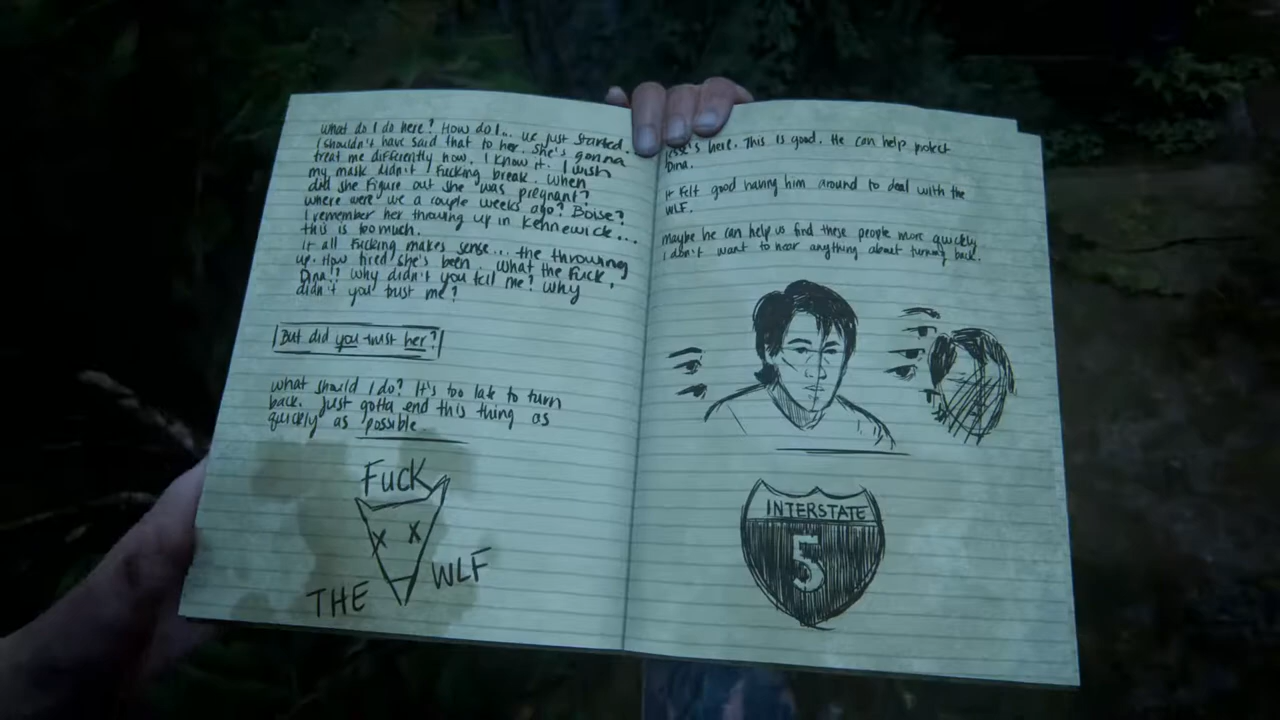 What do I do here? How do I... we just started.
I shouldn't have said that to her. She's gonna
treat me differently now. I know it. I wish
my mask didn't fucking break. When
did she figure out she was pregnant?
Where were we a couple weeks ago? Boise?
I remember her throwing up in Kennewick...
this is too much.
it all fucking makes sense... the throwing
up. How tired she's been. What the fuck,
Dina!? Why didn't you tell me? Why
didn't you trust me?
But did you trust her?
What should I do? It's too late to turn
back. Just gotta end this thing as
quickly as possible
FUCK
THE WLF
Jesse's here. This is good. He can help protect
Dina.
it felt good having him around to deal with the
WLF.
maybe he can help us find these people more quickly
I don't want to hear anything about turning back.
INTERSTATE
5